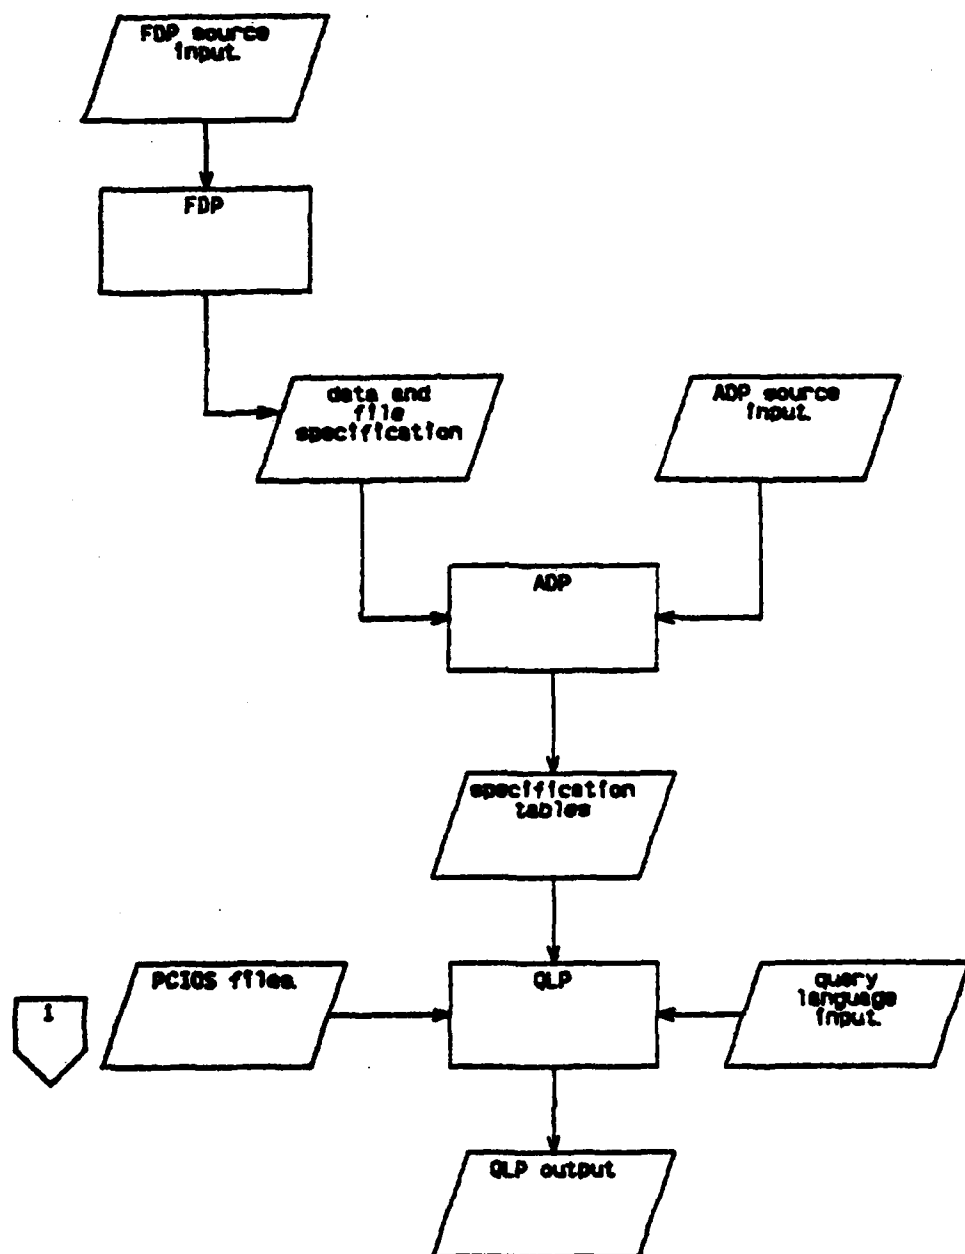 FDP source
input.
FDP
data and
file
specification
ADP source
input.
ADP
specification
tables
1
PCIOS files.
QLP
query
language
input.
QLP output